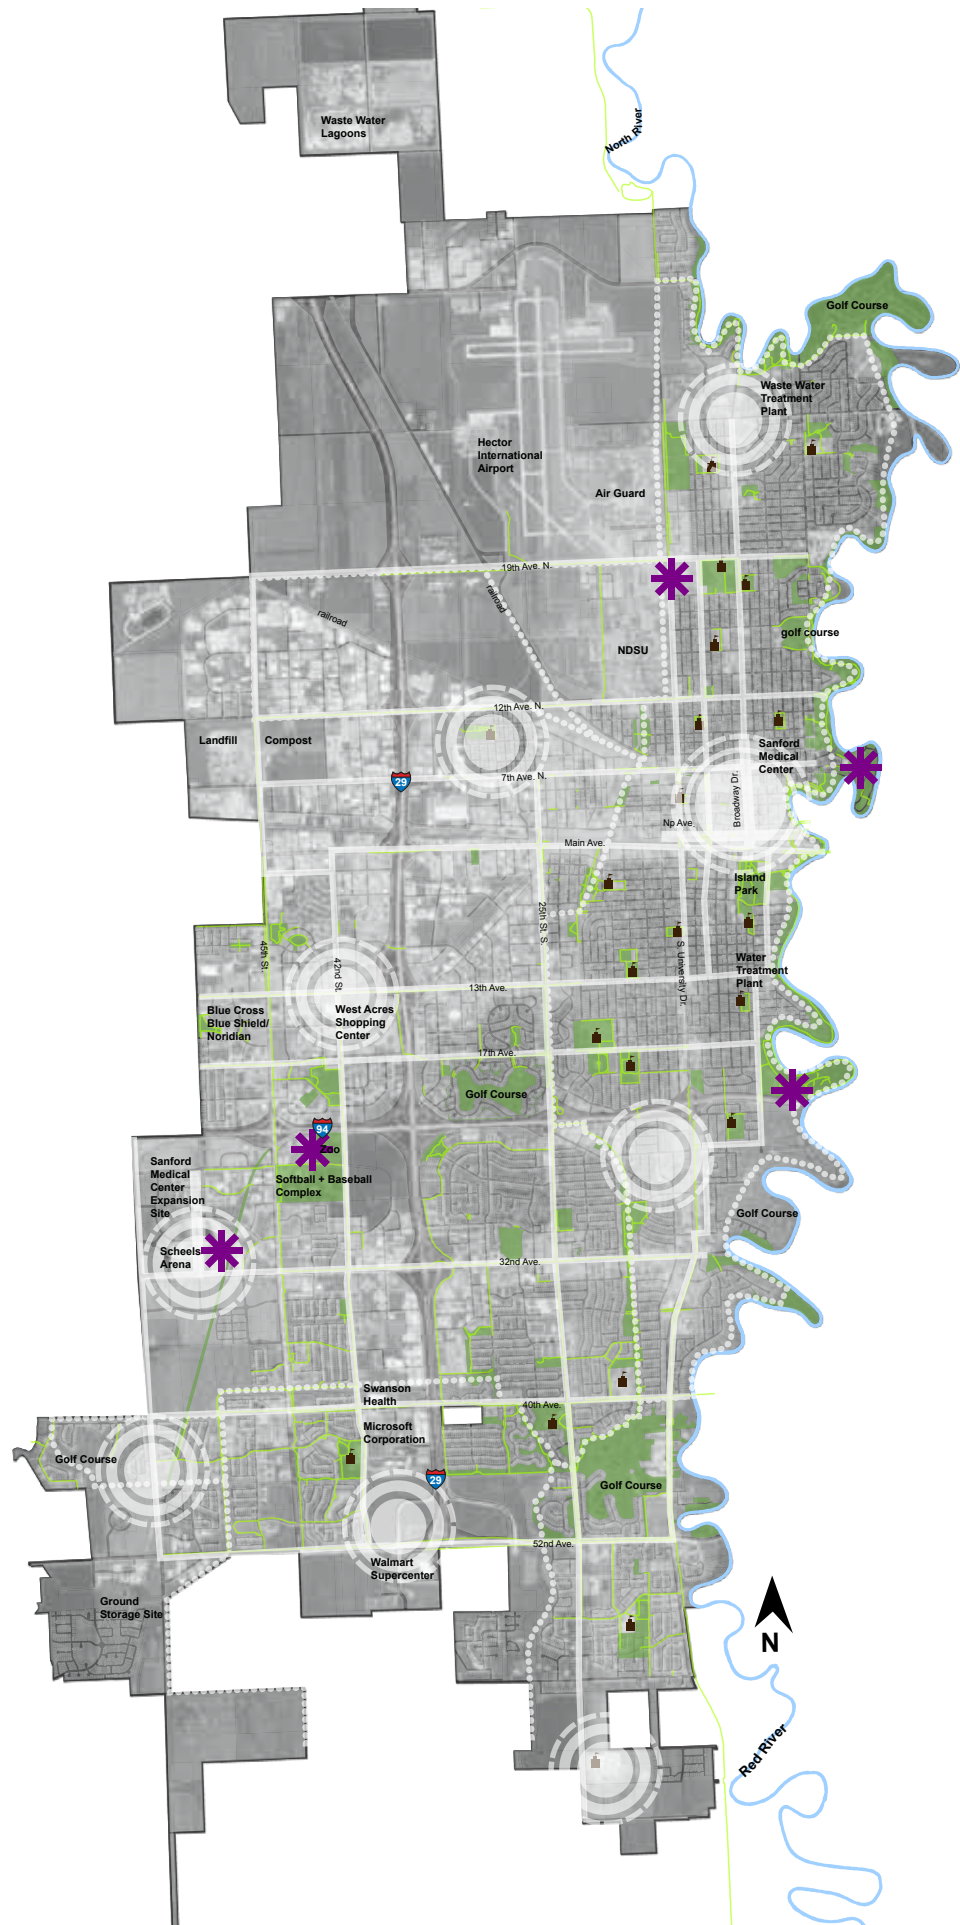 Waste Water
Lagoons
North River
Golf Course
Waste Water
Treatment
Plant
Hector
International
Airport
Air Guard
19th Ave. N.
railroad
railroad
golf course
NDSU
12th Ave. N.
Landfill
Compost
Sanford
Medical
Center
29
7th Ave. N.
Broadway Dr.
Np Ave.
Main Ave.
Island
Park
25th St. S.
45th St.
42nd St.
S. University Dr.
Water
Treatment
Plant
13th Ave.
Blue Cross
Blue Shield/
Noridian
West Acres
Shopping
Center
17th Ave.
Golf Course
94
Zoo
Sanford
Medical
Center
Expansion
Site
Softball + Baseball
Complex
Golf Course
Scheels
Arena
32nd Ave.
Swanson
Health
40th Ave.
Microsoft
Corporation
Golf Course
29
Golf Course
52nd Ave.
Walmart
Supercenter
Ground
Storage Site
N
Red River